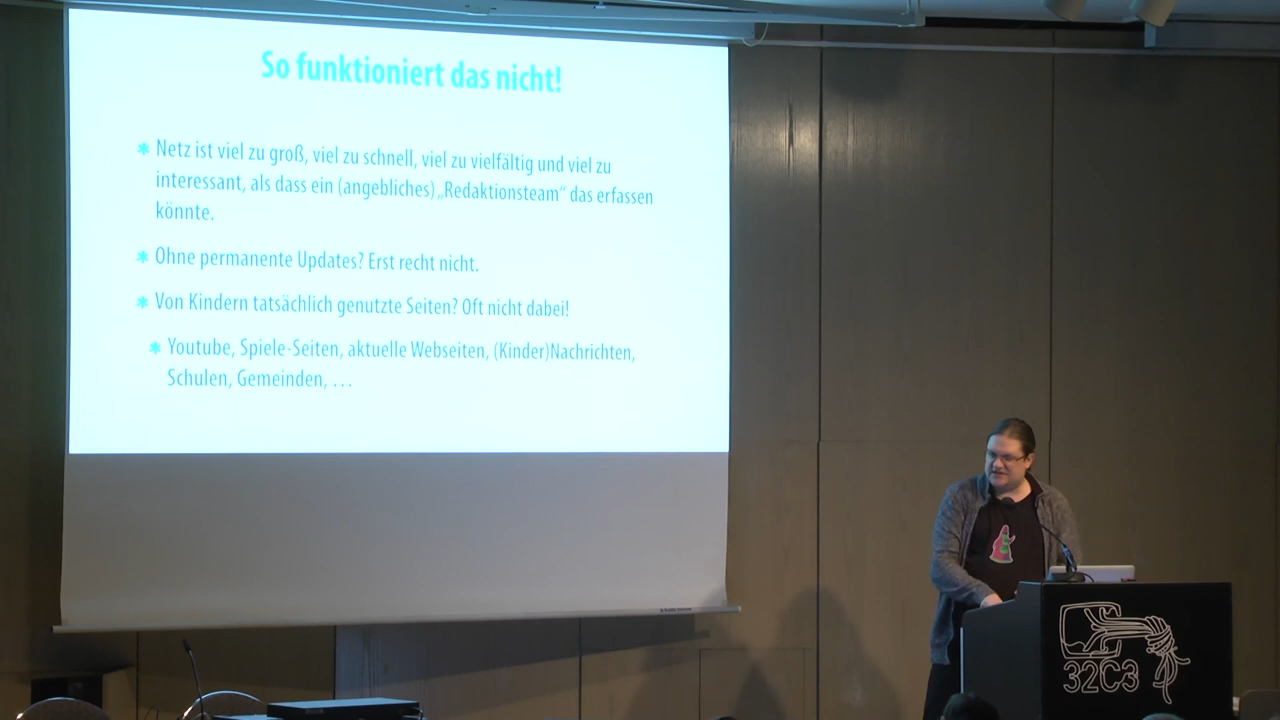 So funktioniert das nicht!
✱ Netz ist viel zu groß, viel zu schnell, viel zu vielfältig und viel zu
interessant, als dass ein (angebliches) „Redaktionsteam“ das erfassen
könnte.
✱ Ohne permanente Updates? Erst recht nicht.
✱ Von Kindern tatsächlich genutzte Seiten? Oft nicht dabei!
✱ Youtube, Spiele-Seiten, aktuelle Webseiten, (Kinder)Nachrichten,
Schulen, Gemeinden, …
32C3